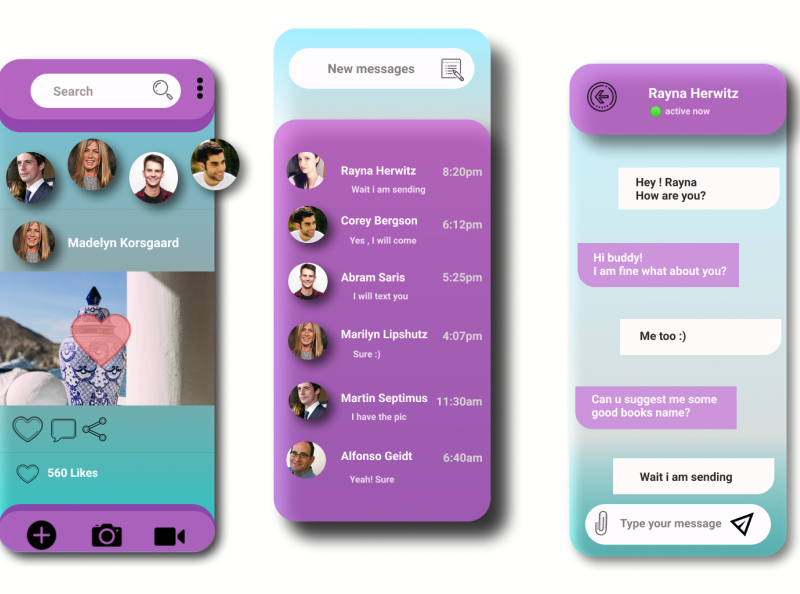 Search
Madelyn Korsgaard
560 Likes
New messages
Rayna Herwitz
8:20pm
Wait i am sending
Corey Bergson
6:12pm
Yes , I will come
Abram Saris
5:25pm
I will text you
Marilyn Lipshutz
4:07pm
Sure :)
Martin Septimus
11:30am
I have the pic
Alfonso Geidt
6:40am
Yeah! Sure
Rayna Herwitz
active now
Hey ! Rayna
How are you?
Hi buddy!
I am fine what about you?
Me too :)
Can u suggest me some
good books name?
Wait i am sending
Type your message